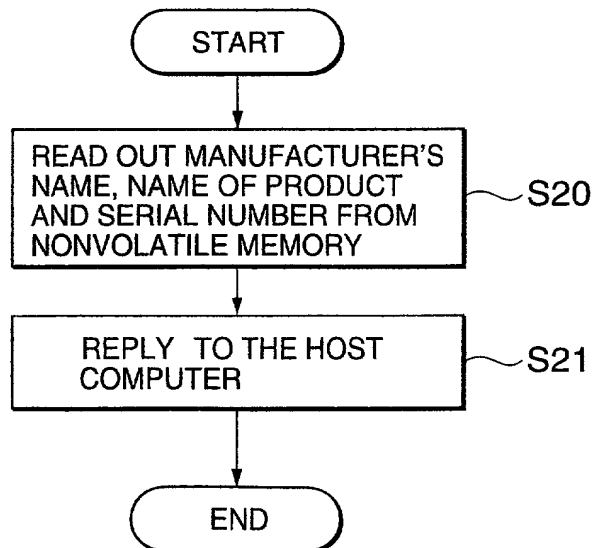 START
READ OUT MANUFACTURER'S
NAME, NAME OF PRODUCT
AND SERIAL NUMBER FROM
NONVOLATILE MEMORY
S20
REPLY TO THE HOST
COMPUTER
S21
END